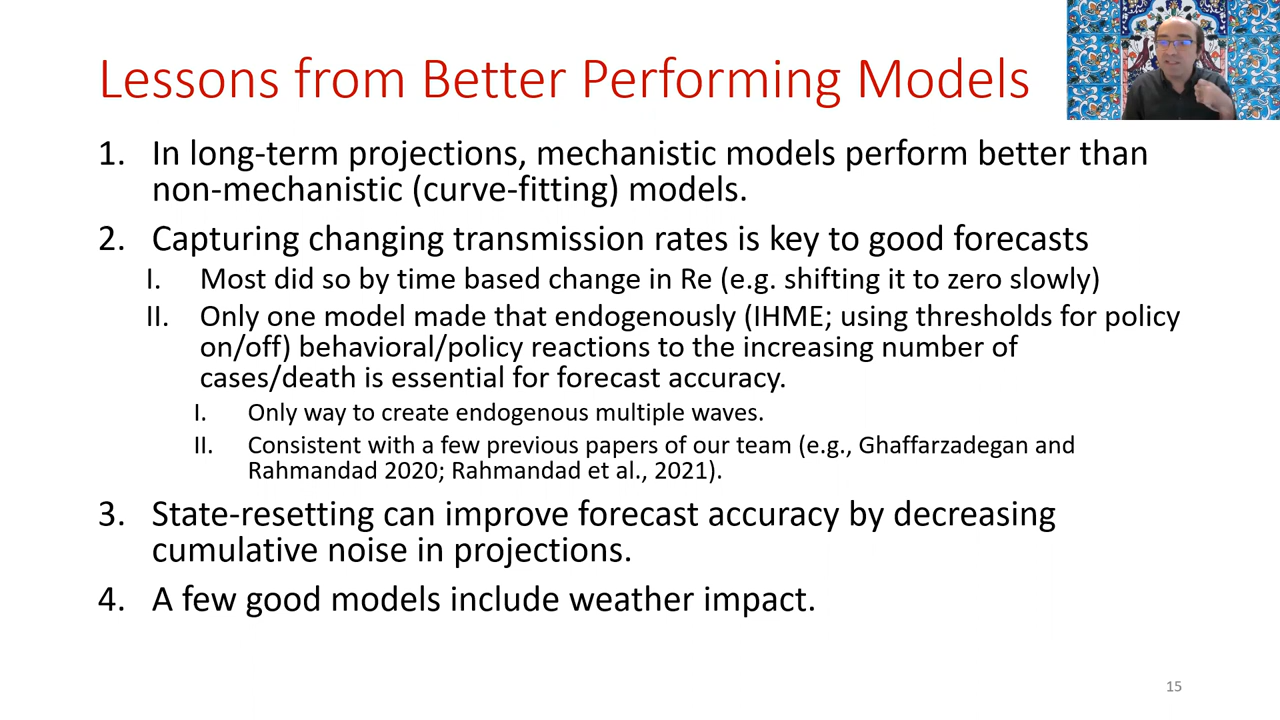 Lessons from Better Performing Models
1. In long-term projections, mechanistic models perform better than
non-mechanistic (curve-fitting) models.
2. Capturing changing transmission rates is key to good forecasts
I. Most did so by time based change in Re (e.g. shifting it to zero slowly)
II. Only one model made that endogenously (IHME; using thresholds for policy
on/off) behavioral/policy reactions to the increasing number of
cases/death is essential for forecast accuracy.
I. Only way to create endogenous multiple waves.
II. Consistent with a few previous papers of our team (e.g., Ghaffarzadegan and
Rahmandad 2020; Rahmandad et al., 2021).
3. State-resetting can improve forecast accuracy by decreasing
cumulative noise in projections.
4. A few good models include weather impact.
15